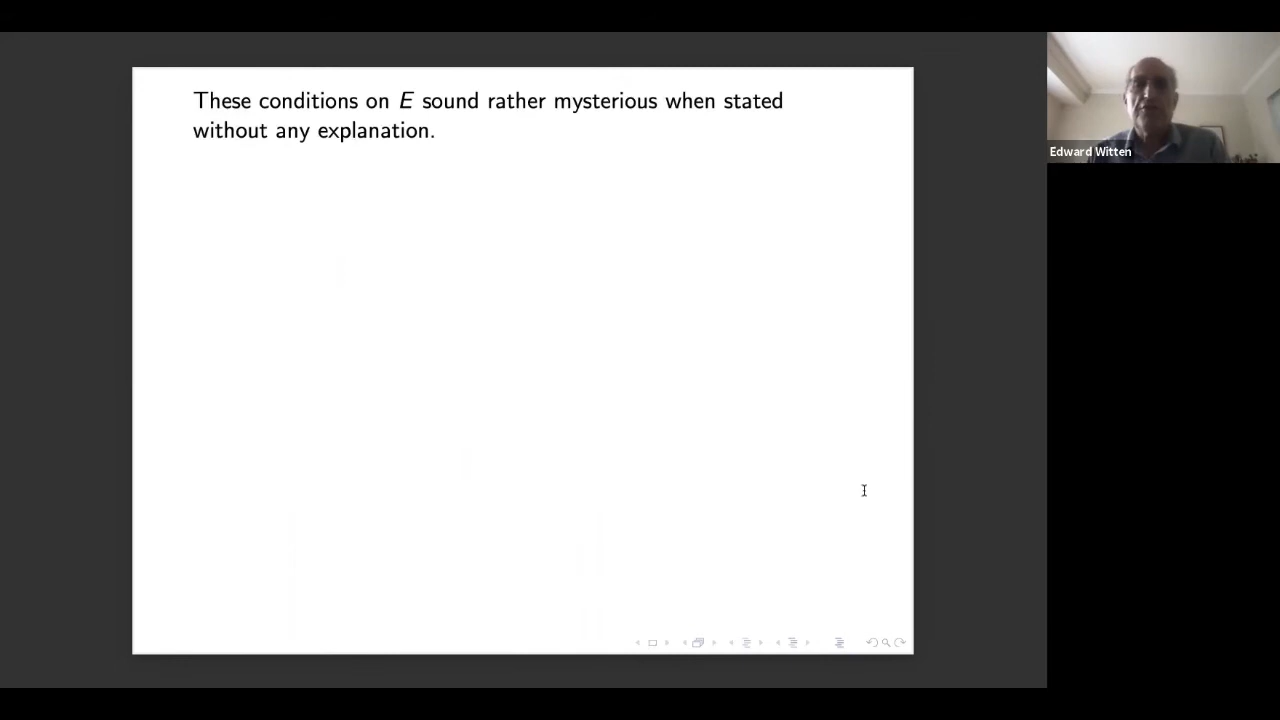 These conditions on E sound rather mysterious when stated
without any explanation.
Edward Witten